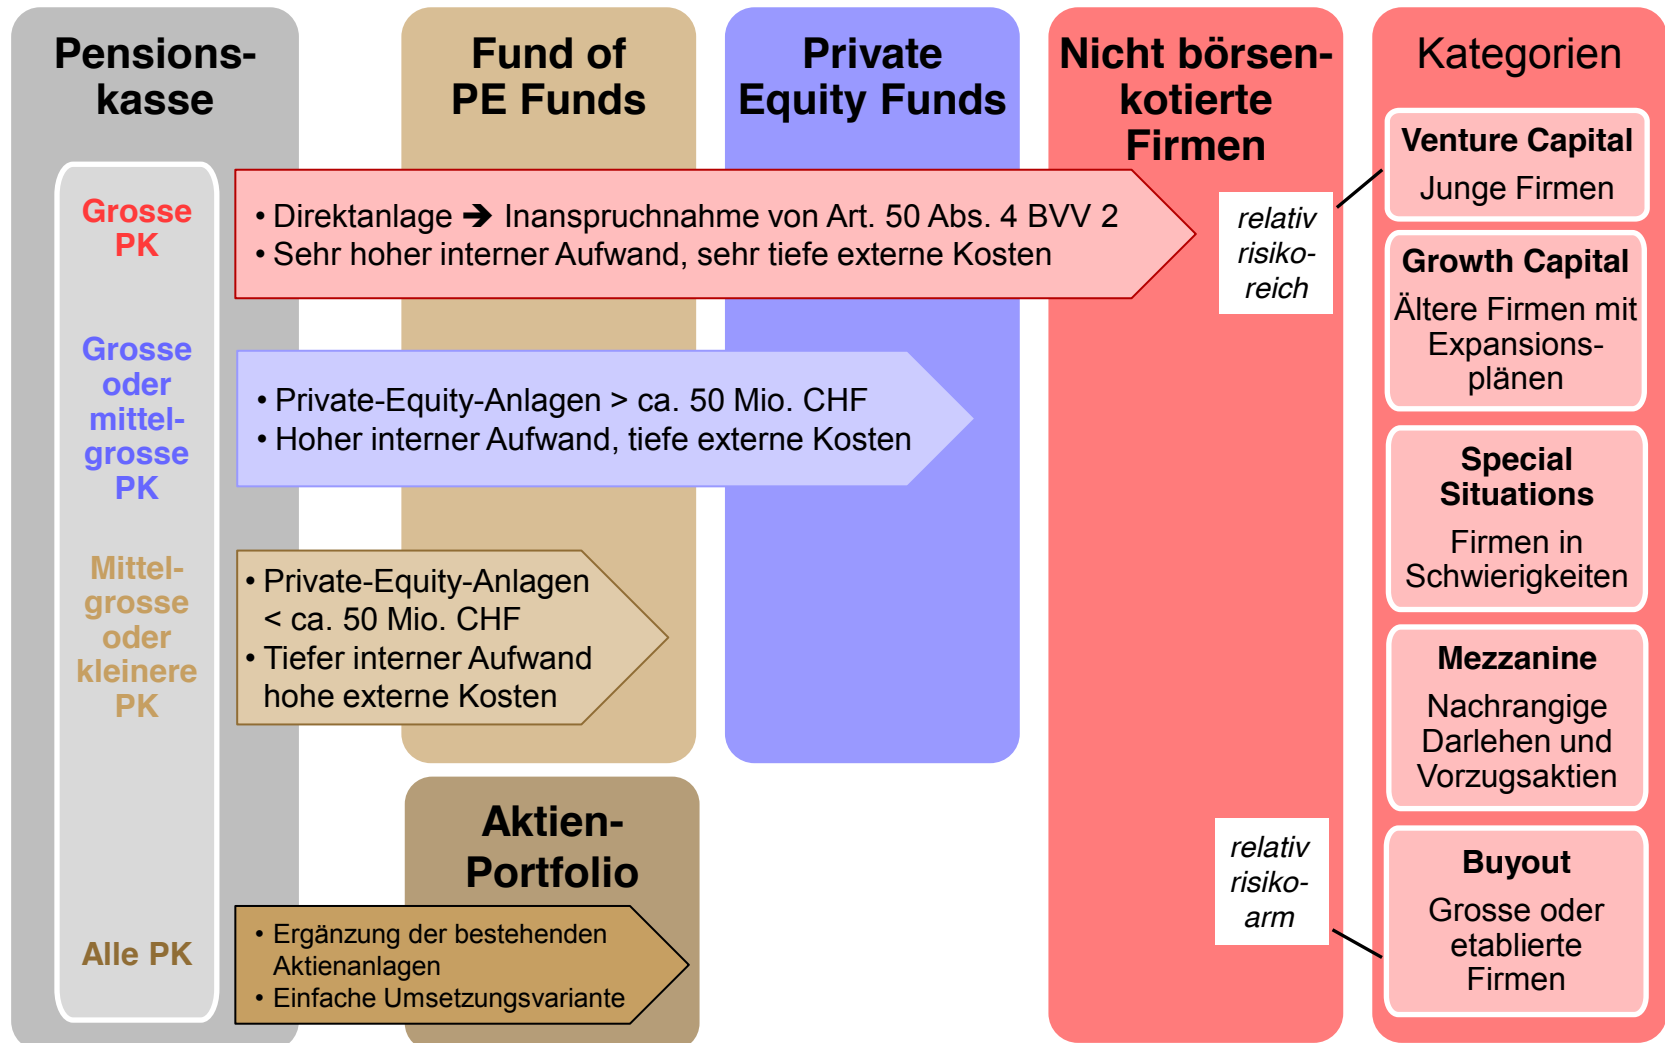 Pensions-
kasse
Fund of
PE Funds
Private
Equity Funds
Nicht börsen-
kotierte
Firmen
Kategorien
Grosse
PK
• Direktanlage ➔ Inanspruchnahme von Art. 50 Abs. 4 BVV 2
• Sehr hoher interner Aufwand, sehr tiefe externe Kosten
Grosse
oder
mittel-
grosse
PK
• Private-Equity-Anlagen > ca. 50 Mio. CHF
• Hoher interner Aufwand, tiefe externe Kosten
Mittel-
grosse
oder
kleinere
PK
• Private-Equity-Anlagen
< ca. 50 Mio. CHF
• Tiefer interner Aufwand
hohe externe Kosten
Aktien-
Portfolio
Alle PK
• Ergänzung der bestehenden
Aktienanlagen
• Einfache Umsetzungsvariante
relativ
risiko-
reich
relativ
risiko-
arm
Venture Capital
Junge Firmen
Growth Capital
Ältere Firmen mit
Expansions-
plänen
Special
Situations
Firmen in
Schwierigkeiten
Mezzanine
Nachrangige
Darlehen und
Vorzugsaktien
Buyout
Grosse oder
etablierte
Firmen